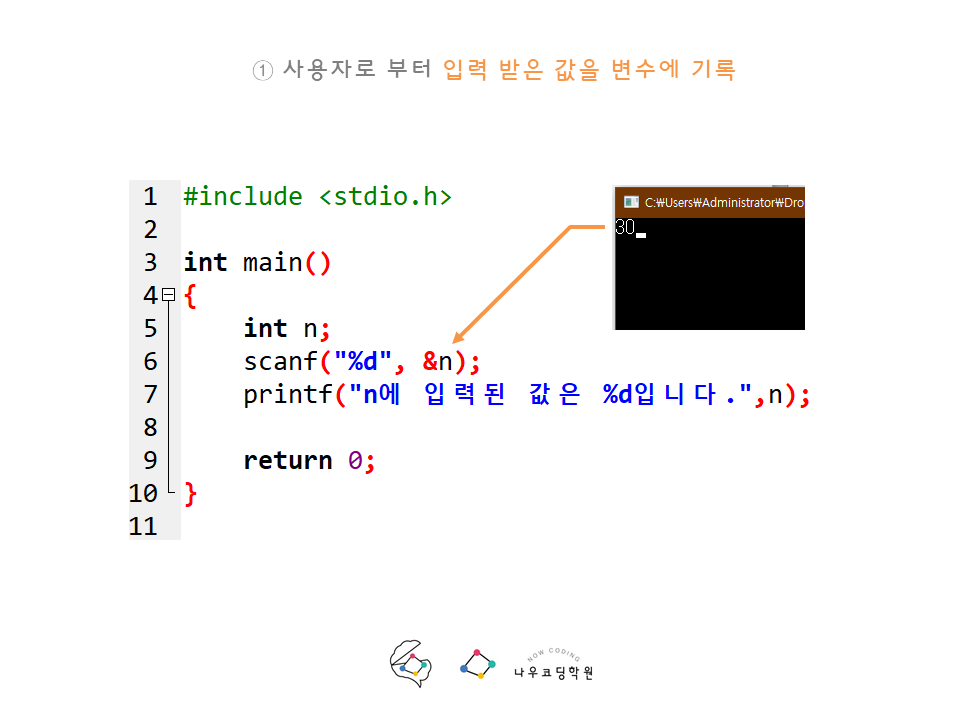 ① 사용자로 부터 입력 받은 값을 변수에 기록
C:₩Users₩Administrator₩Dro
30
1 #include <stdio.h>
2
3 int main()
4 {
5 int n;
6 scanf("%d", &n);
7 printf("n에 입력된 값은 %d입니다.",n);
8
9 return 0;
10 }
11
NOW CODING
나우코딩학원